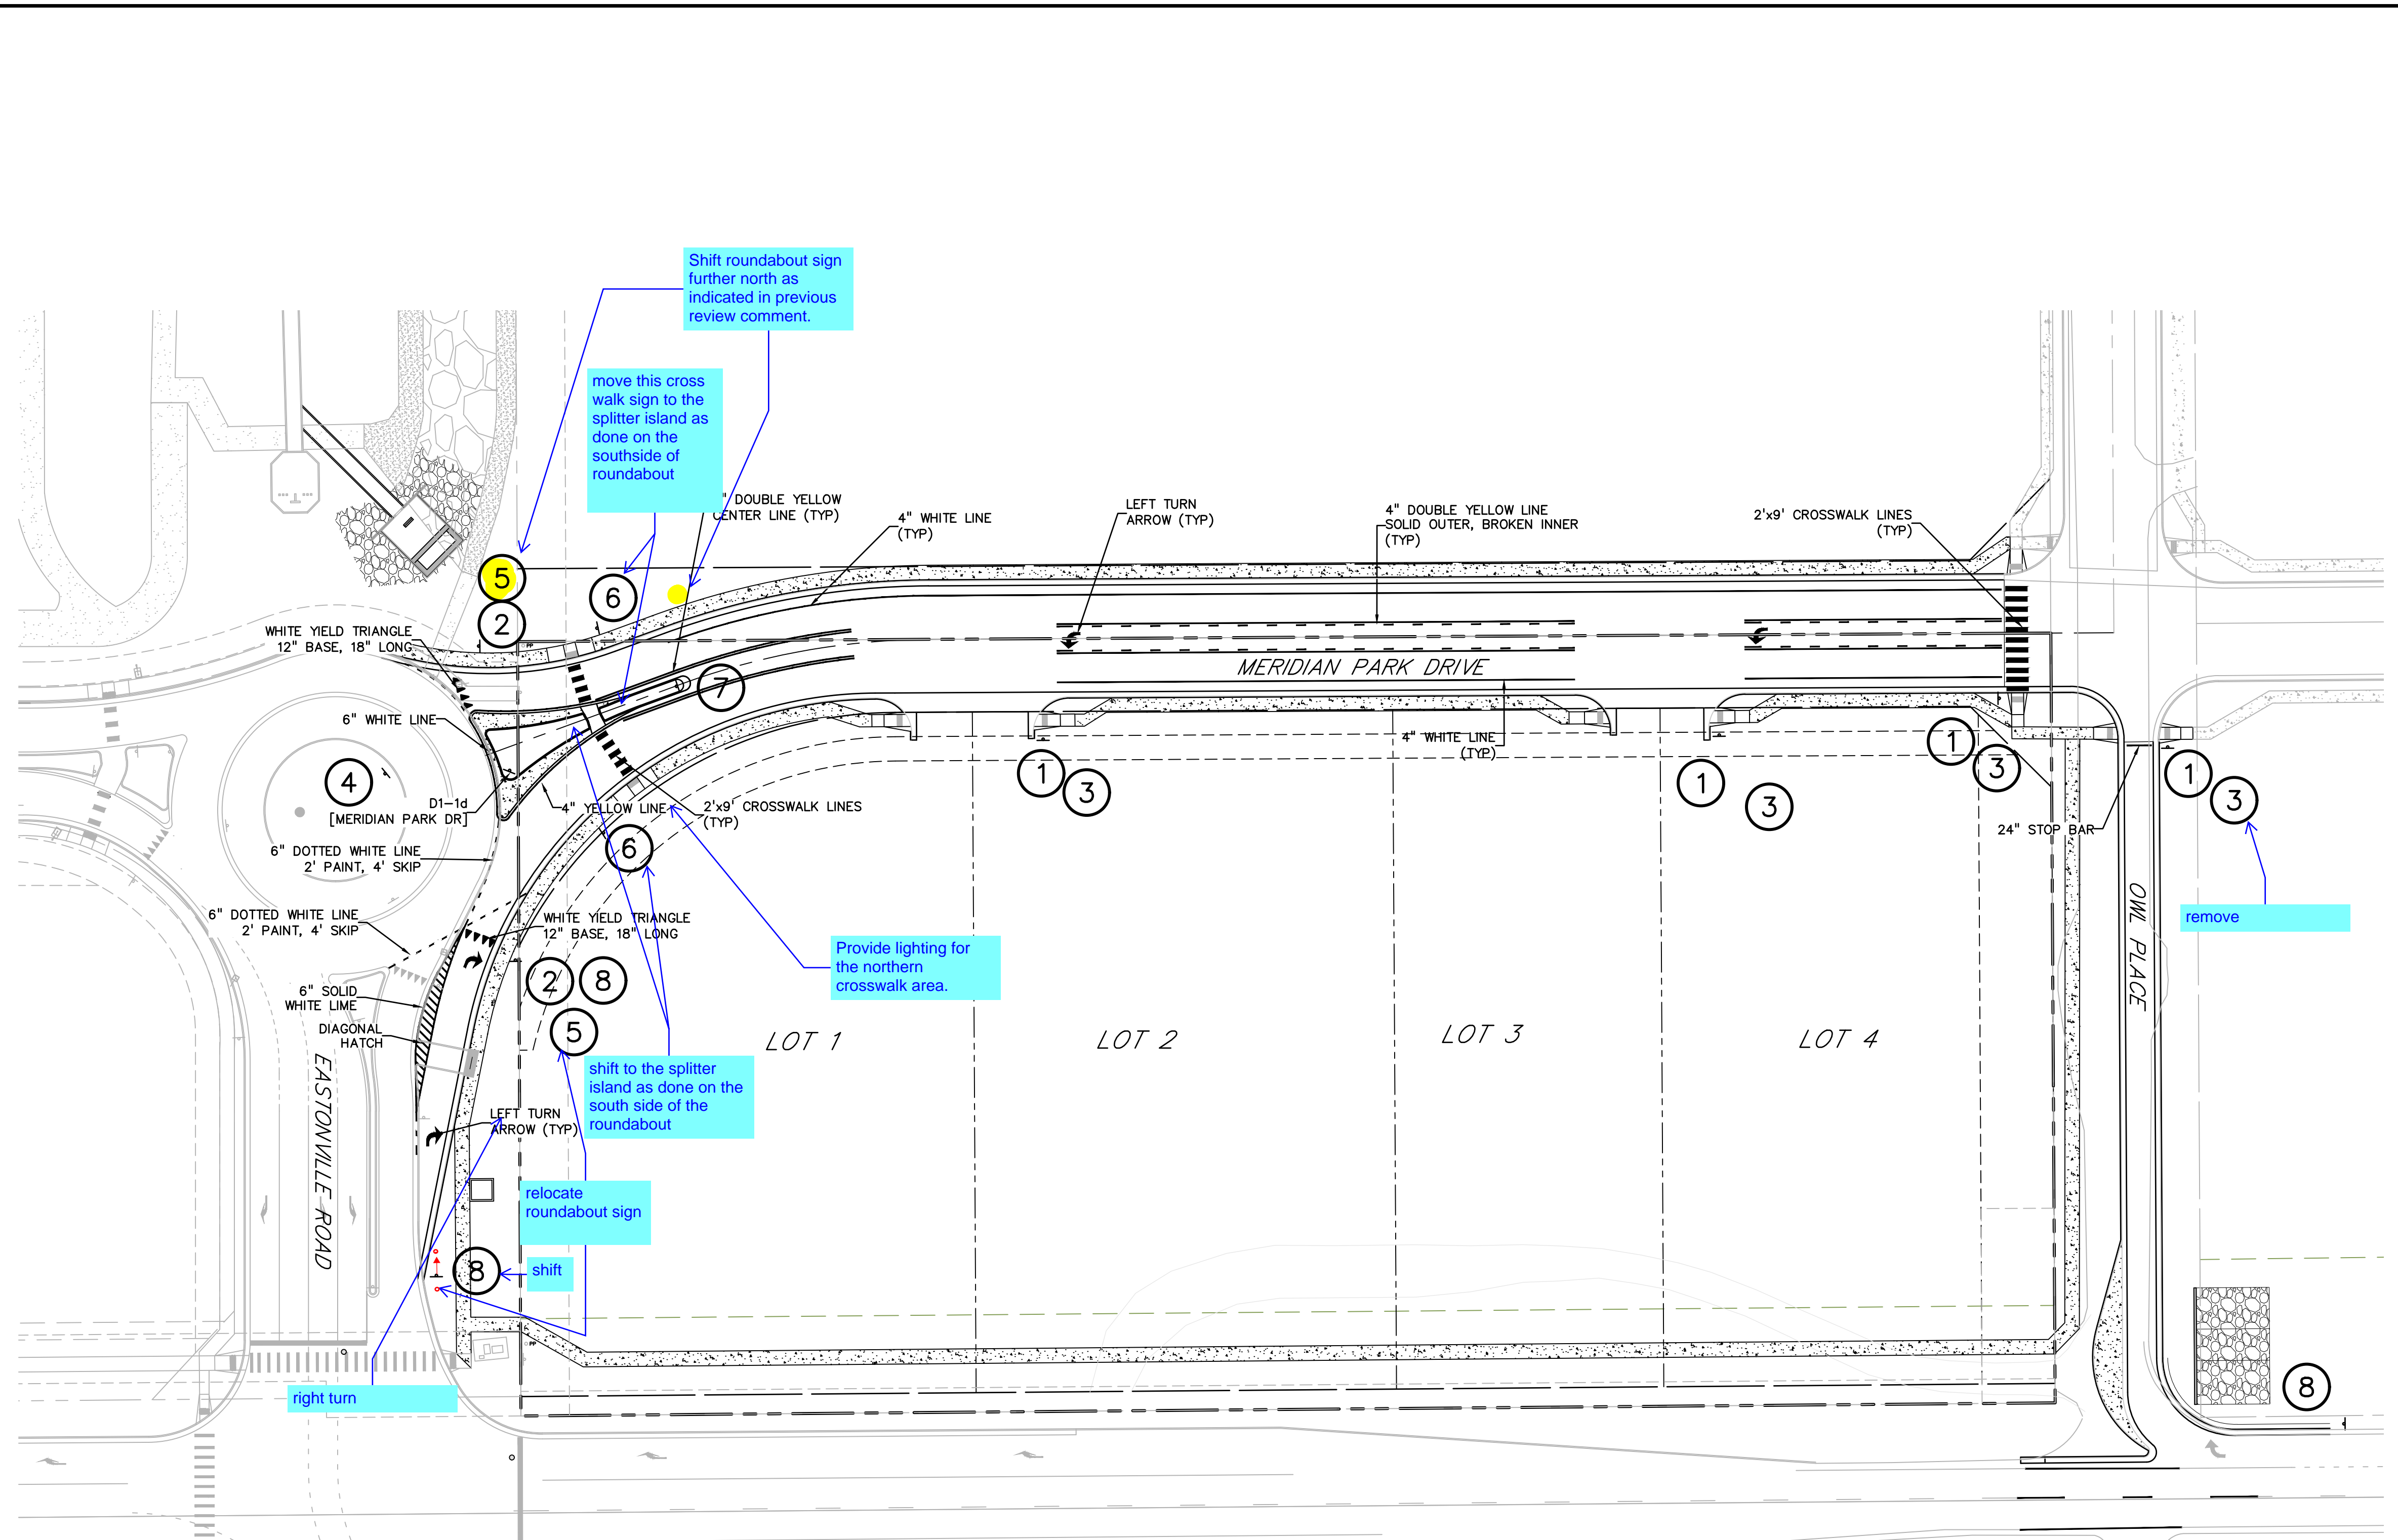 Shift roundabout sign
further north as
indicated in previous
review comment.
move this cross
walk sign to the
splitter island as
done on the
southside of
roundabout
" DOUBLE YELLOW
CENTER LINE (TYP)
4" WHITE LINE
(TYP)
LEFT TURN
ARROW (TYP)
4" DOUBLE YELLOW LINE
SOLID OUTER, BROKEN INNER
(TYP)
2'x9' CROSSWALK LINES
(TYP)
5
6
2
WHITE YIELD TRIANGLE
12" BASE, 18" LONG
7
MERIDIAN PARK DRIVE
6" WHITE LINE
4
D1-1d
[MERIDIAN PARK DR]
4" YELLOW LINE
2'x9' CROSSWALK LINES
(TYP)
4" WHITE LINE
(TYP)
1
3
1
3
1
3
1
3
24" STOP BAR
6
6" DOTTED WHITE LINE
2' PAINT, 4' SKIP
6" DOTTED WHITE LINE
2' PAINT, 4' SKIP
WHITE YIELD TRIANGLE
12" BASE, 18" LONG
Provide lighting for
the northern
crosswalk area.
remove
OWL PLACE
2
8
5
6" SOLID
WHITE LIME
DIAGONAL
HATCH
LOT 1
LOT 2
LOT 3
LOT 4
EASTONVILLE ROAD
shift to the splitter
island as done on the
south side of the
roundabout
LEFT TURN
ARROW (TYP)
relocate
roundabout sign
8
shift
right turn
8